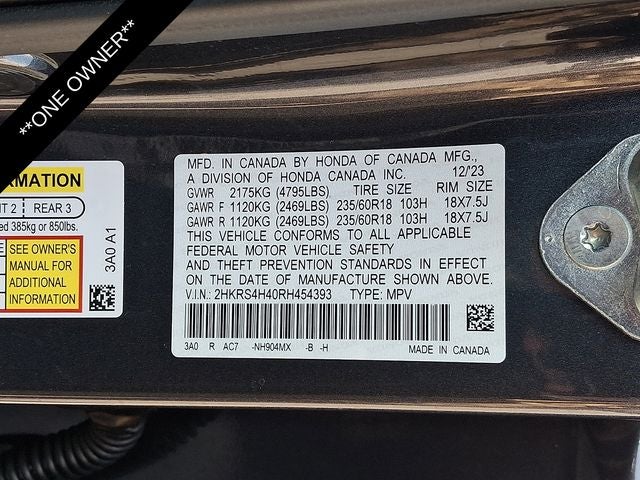 **ONE OWNER**
RMATION
NT 2 REAR 3
ed 385kg or 850lbs.
SEE OWNER'S
MANUAL FOR
ADDITIONAL
INFORMATION
3A0 A1
MFD. IN CANADA BY HONDA OF CANADA MFG.,
A DIVISION OF HONDA CANADA INC. 12/'23
GVWR 2175KG (4795LBS) TIRE SIZE RIM SIZE
GAWR F 1120KG (2469LBS) 235/60R18 103H 18X7.5J
GAWR R 1120KG (2469LBS) 235/60R18 103H 18X7.5J
THIS VEHICLE CONFORMS TO ALL APPLICABLE
FEDERAL MOTOR VEHICLE SAFETY
AND THEFT PREVENTION STANDARDS IN EFFECT
ON THE DATE OF MANUFACTURE SHOWN ABOVE.
V.I.N.: 2HKRS4H40RH454393 TYPE: MPV
3A0 R AC7 -NH904MX -B -H MADE IN CANADA